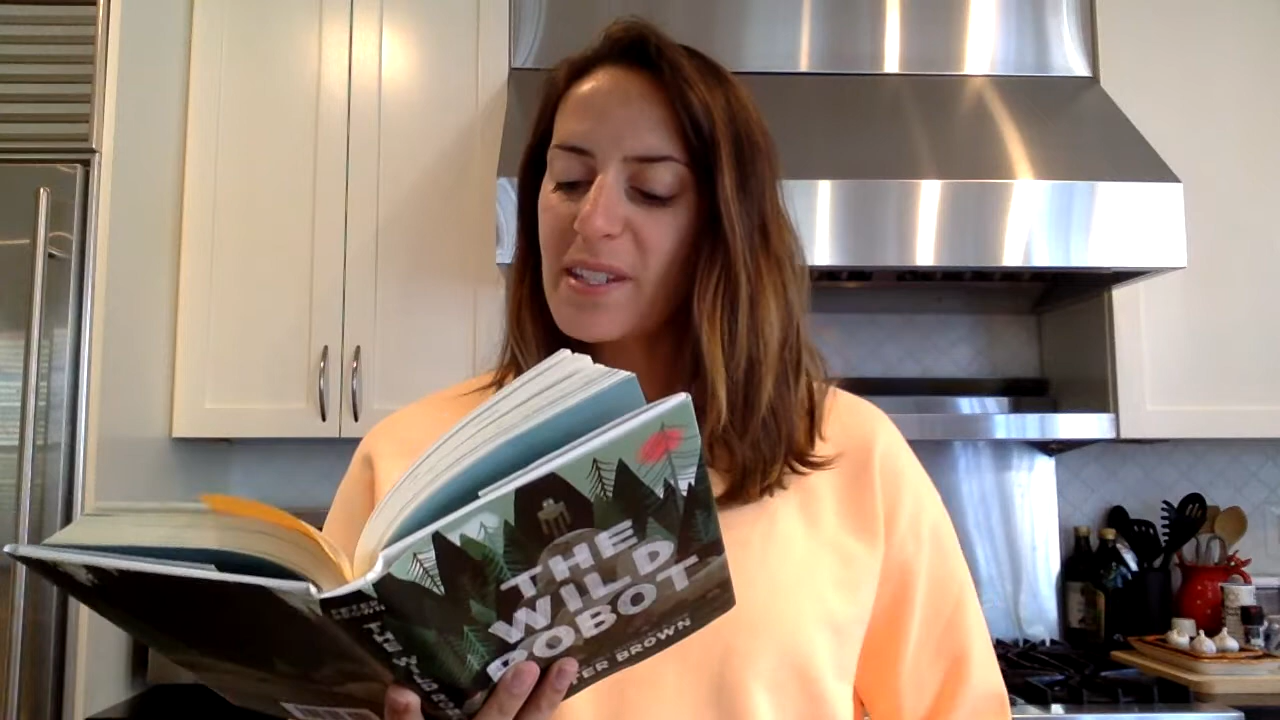 THE
WILD
ROBOT
PETER BROWN
PETER
BROWN
THE WILD ROBOT